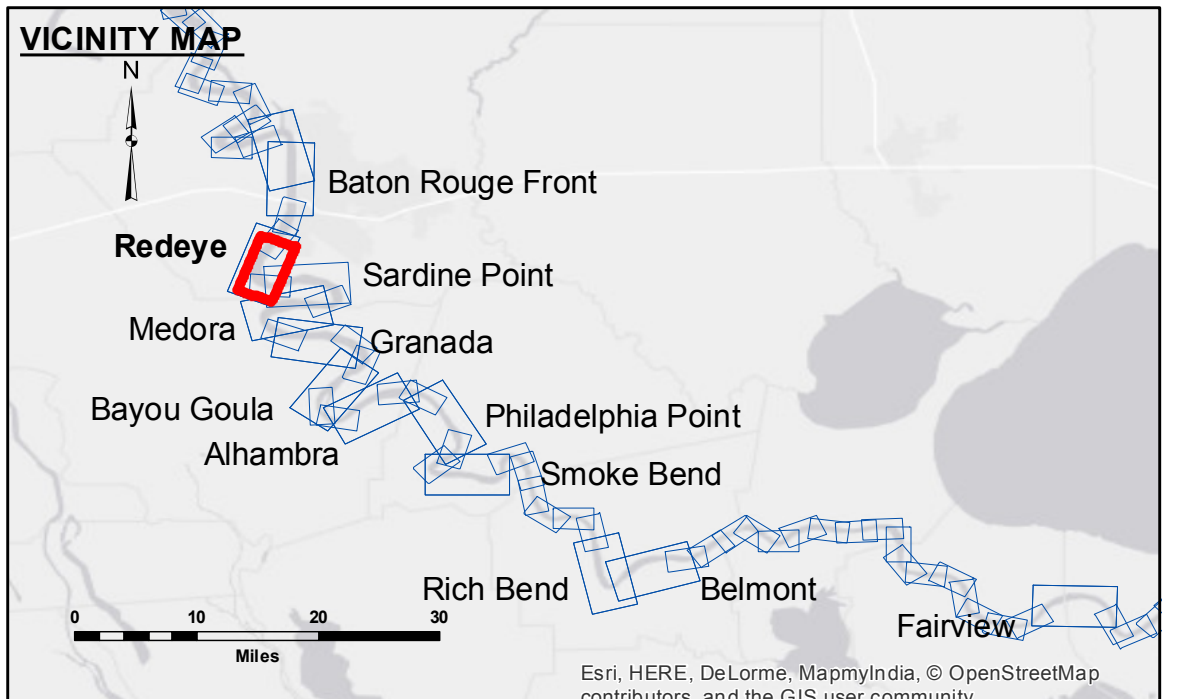 VICINITY MAP
N
Baton Rouge Front
Redeye
Sardine Point
Medora
Granada
Bayou Goula
Philadelphia Point
Alhambra
Smoke Bend
Rich Bend
Belmont
Fairview
0 10 20 30
Miles
Esri, HERE, DeLorme, MapmyIndia, © OpenStreetMap
contributors, and the GIS user community